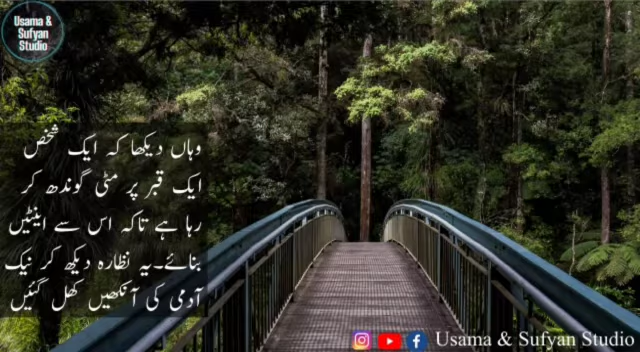 Usama &
Sufyan
Studio
وہاں دیکھا کہ ایک شخص
ایک قبر پر مٹی گوندھ کر
رہا ہے تاکہ اس سے اینٹیں
بنائے۔یہ نظارہ دیکھ کر نیک
آدمی کی آنکھیں کھل گئیں
Usama & Sufyan Studio